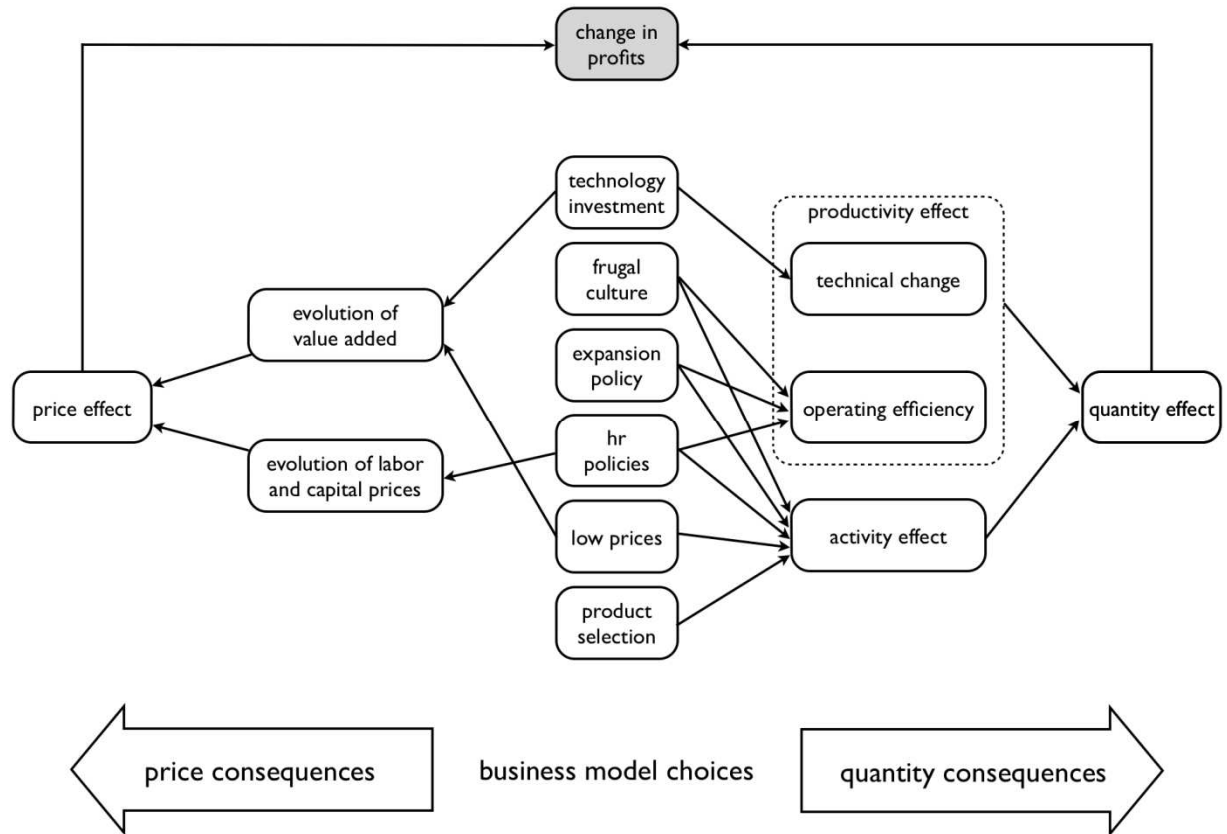 change in
profits
technology
investment
productivity effect
frugal
culture
technical change
evolution of
value added
expansion
policy
price effect
operating efficiency
quantity effect
hr
policies
evolution of labor
and capital prices
low prices
activity effect
product
selection
price consequences
business model choices
quantity consequences